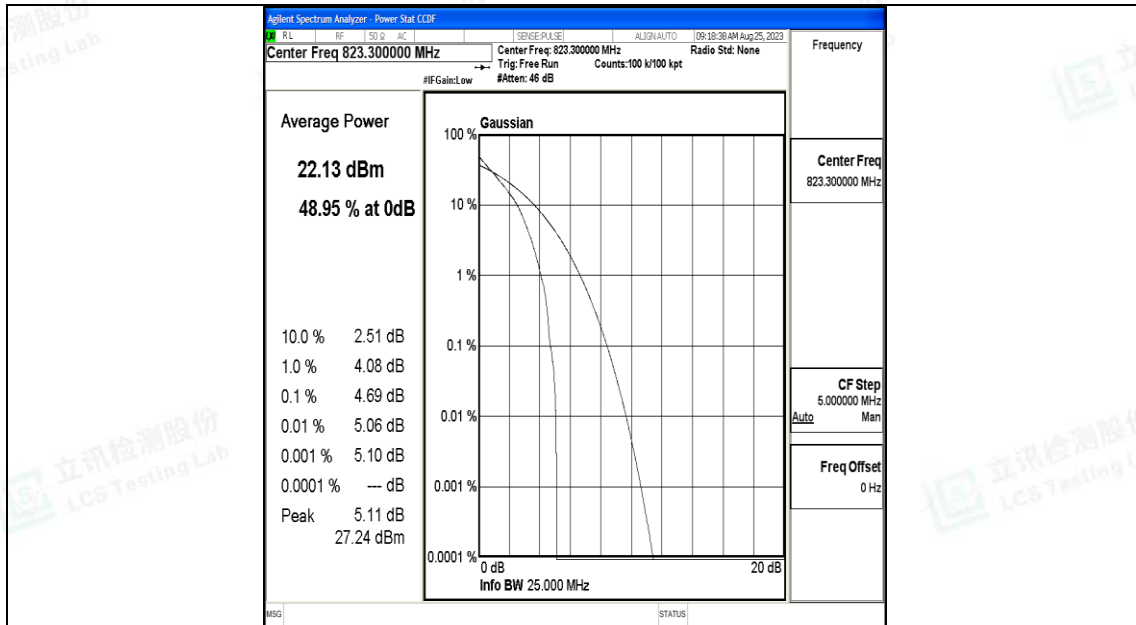 Agilent Spectrum Analyzer - Power Stat CCDF
LXI RL RF 50 Ω AC SENSE:PULSE ALIGN AUTO 09:18:38 AM Aug 25, 2023
Center Freq 823.300000 MHz
Center Freq: 823.300000 MHz Radio Std: None
Trig: Free Run Counts:100 k/100 kpt
#IFGain:Low #Atten: 46 dB
Frequency
Average Power
22.13 dBm
48.95 % at 0dB
10.0 % 2.51 dB
1.0 % 4.08 dB
0.1 % 4.69 dB
0.01 % 5.06 dB
0.001 % 5.10 dB
0.0001 % --- dB
Peak 5.11 dB
27.24 dBm
Gaussian
100 %
10 %
1 %
0.1 %
0.01 %
0.001 %
0.0001 %
0 dB 20 dB
Info BW 25.000 MHz
Center Freq
823.300000 MHz
CF Step
5.000000 MHz
Auto Man
Freq Offset
0 Hz
MSG STATUS
立讯检测股份
LCS Testing Lab
立讯检测股份